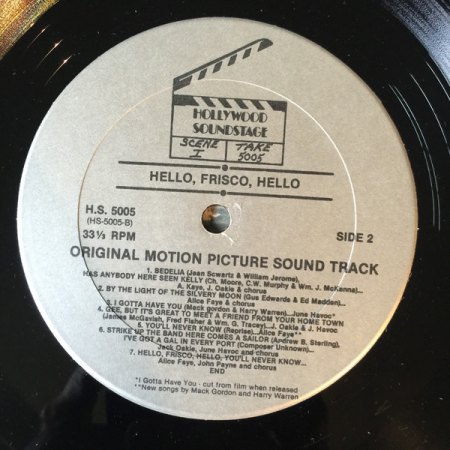 HOLLYWOOD
SOUNDSTAGE
SCENE TAKE
I 5005
HELLO, FRISCO, HELLO
H.S. 5005
(HS-5005-B)
33⅓ RPM SIDE 2
ORIGINAL MOTION PICTURE SOUND TRACK
1. BEDELIA (Jean Scwartz & William Jerome),
HAS ANYBODY HERE SEEN KELLY (Ch. Moore, C.W. Murphy & Wm. J. McKenna)...
A. Kaye, J. Oakie & chorus
2. BY THE LIGHT OF THE SILVERY MOON (Gus Edwards & Ed Madden)...
Alice Faye & chorus
3. I GOTTA HAVE YOU (Mack gordon & Harry Warren)...June Havoc*
4. GEE, BUT IT'S GREAT TO MEET A FRIEND FROM YOUR HOME TOWN
(James McGavish, Fred Fisher & Wm. G. Tracey)...J. Oakie & J. Havoc
5. YOU'LL NEVER KNOW (Reprise)...Alice Faye**
6. STRIKE UP THE BAND HERE COMES A SAILOR (Andrew B. Sterling),
I'VE GOT A GAL IN EVERY PORT (Composer Unknown)...
Jack Oakie, June Havoc and chorus
7. HELLO, FRISCO, HELLO, YOU'LL NEVER KNOW...
Alice Faye, John Payne and chorus
END
*I Gotta Have You - cut from film when released
**New songs by Mack Gordon and Harry Warren